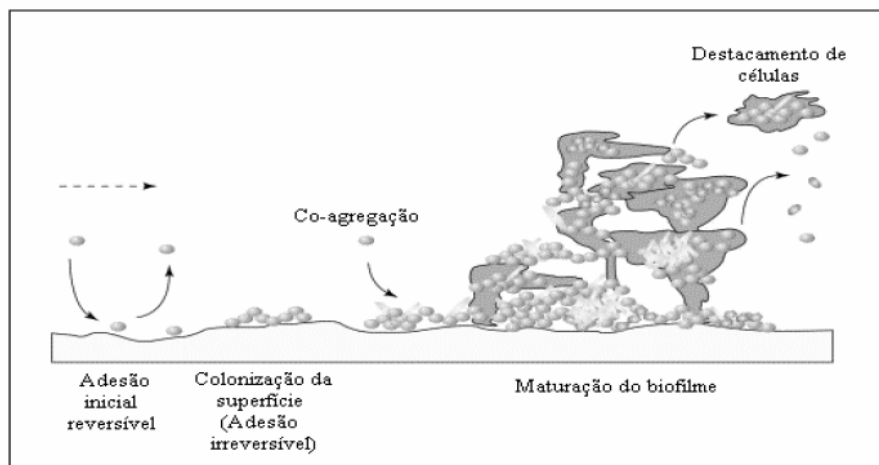 Destacamento de
células
Co-agregação
Adesão
inicial
reversível
Colonização da
superfície
(Adesão
irreversível)
Maturação do biofilme